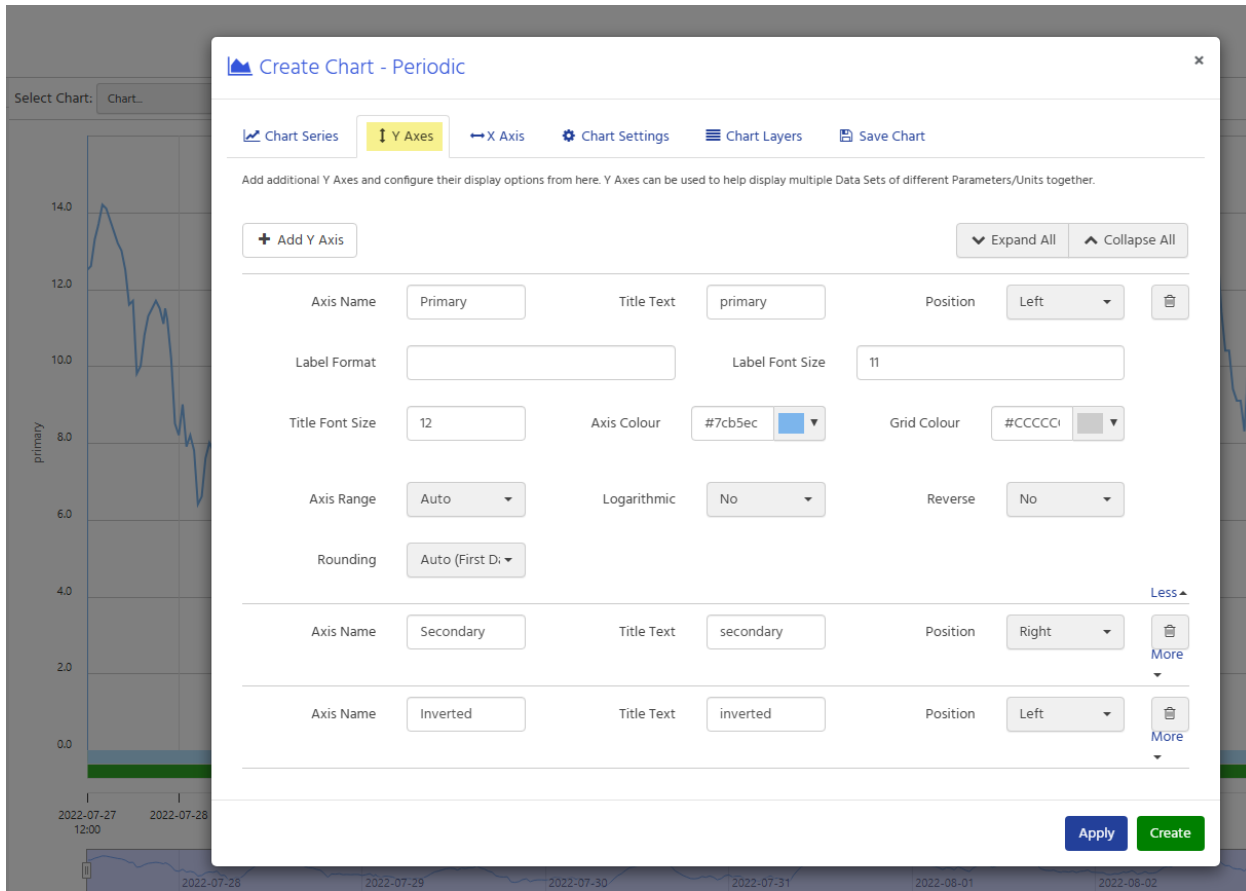 Create Chart - Periodic
×
Select Chart: Chart...
Chart Series Y Axes X Axis Chart Settings Chart Layers Save Chart
Add additional Y Axes and configure their display options from here. Y Axes can be used to help display multiple Data Sets of different Parameters/Units together.
Add Y Axis Expand All Collapse All
Axis Name Primary Title Text primary Position Left
Label Format Label Font Size 11
Title Font Size 12 Axis Colour #7cb5ec Grid Colour #CCCCC
Axis Range Auto Logarithmic No Reverse No
Rounding Auto (First Da
Less
Axis Name Secondary Title Text secondary Position Right
More
Axis Name Inverted Title Text inverted Position Left
More
Apply Create
14.0
12.0
10.0
8.0
6.0
4.0
2.0
0.0
primary
2022-07-27 2022-07-28
12:00
2022-07-28 2022-07-29 2022-07-30 2022-07-31 2022-08-01 2022-08-02